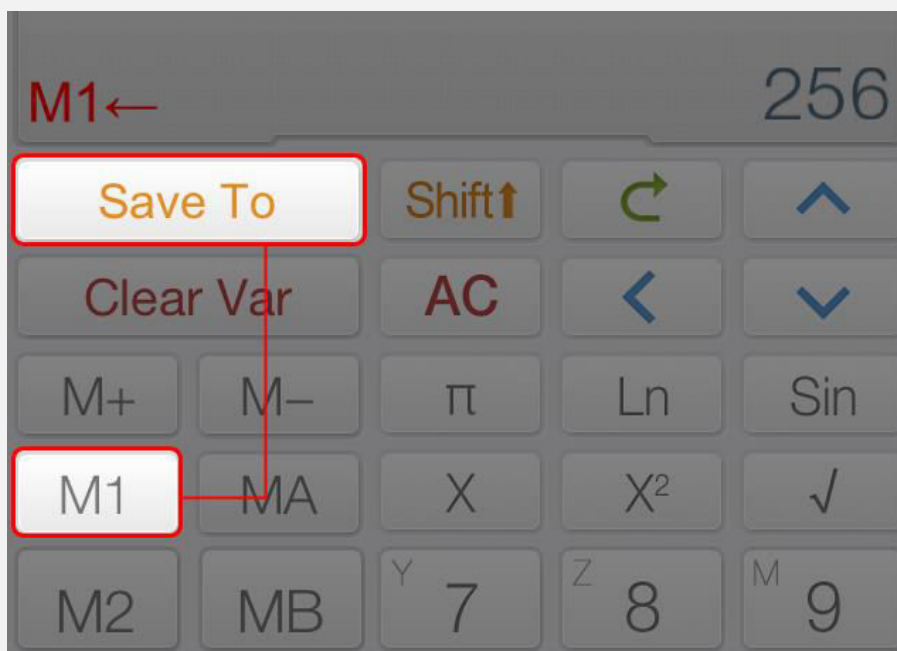 M1← 256
Save To Shift⬆
Clear Var AC
M+ M− π Ln Sin
M1 MA X X² √
M2 MB Y 7 Z 8 M 9